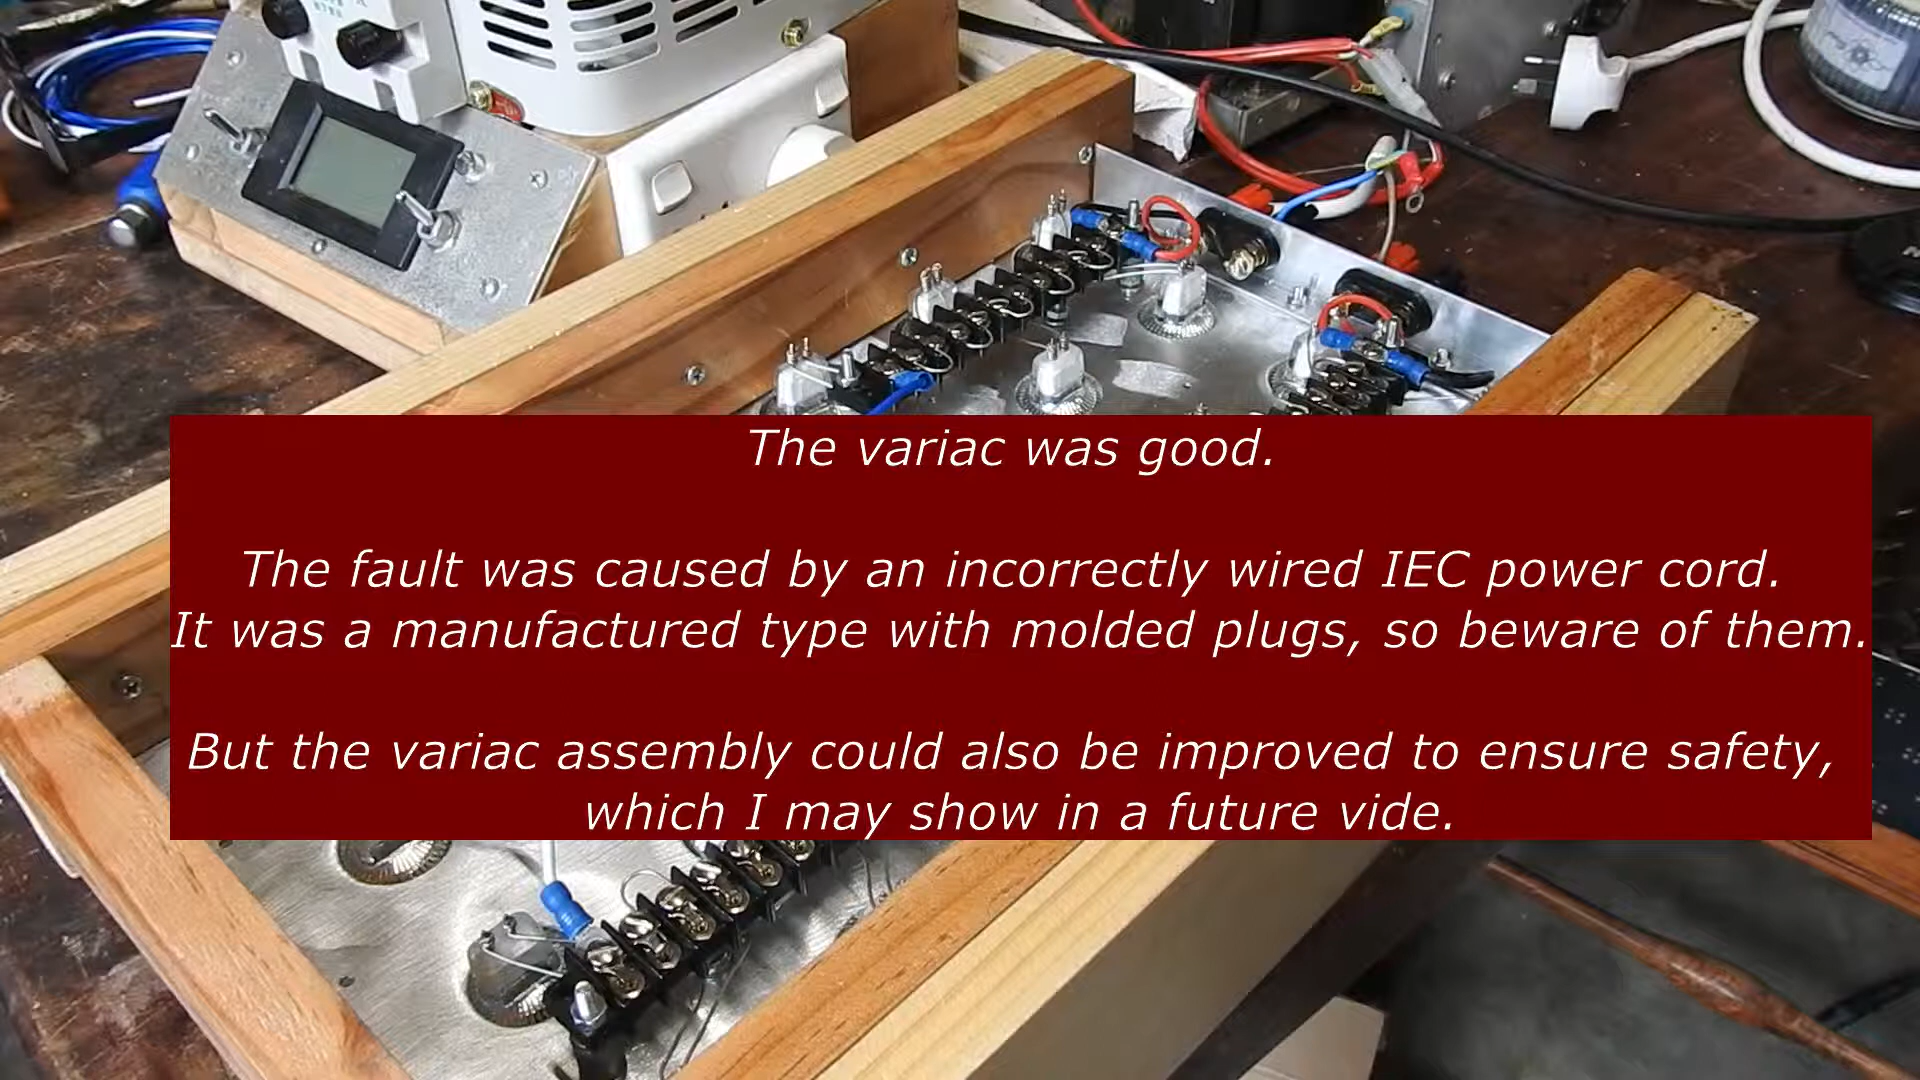 The variac was good.
The fault was caused by an incorrectly wired IEC power cord.
It was a manufactured type with molded plugs, so beware of them.
But the variac assembly could also be improved to ensure safety,
which I may show in a future vide.